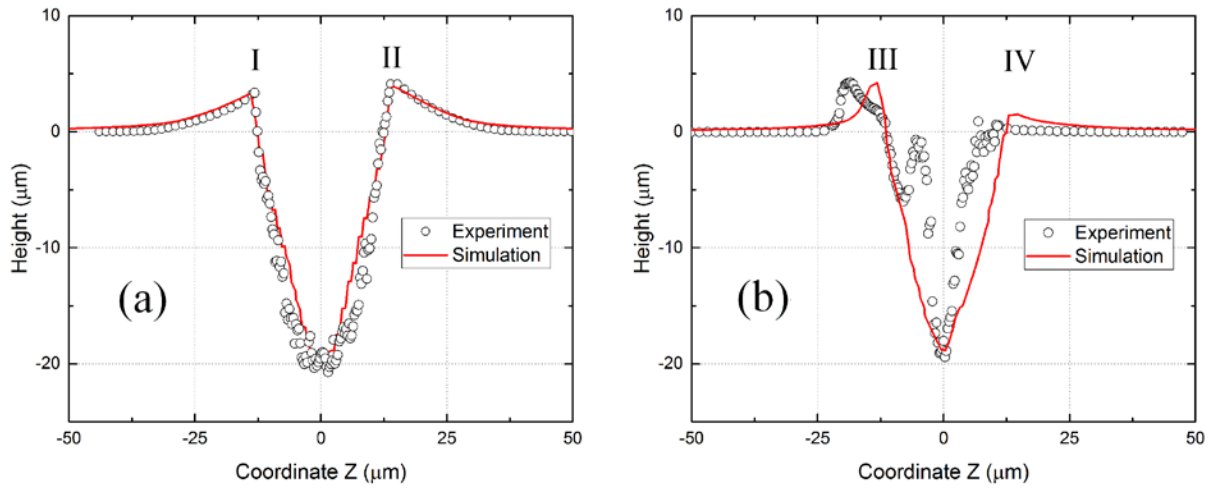 10
0
-10
-20
Height (μm)
I
II
Experiment
Simulation
(a)
-50
-25
0
25
50
Coordinate Z (μm)
10
0
-10
-20
Height (μm)
III
IV
Experiment
Simulation
(b)
-50
-25
0
25
50
Coordinate Z (μm)